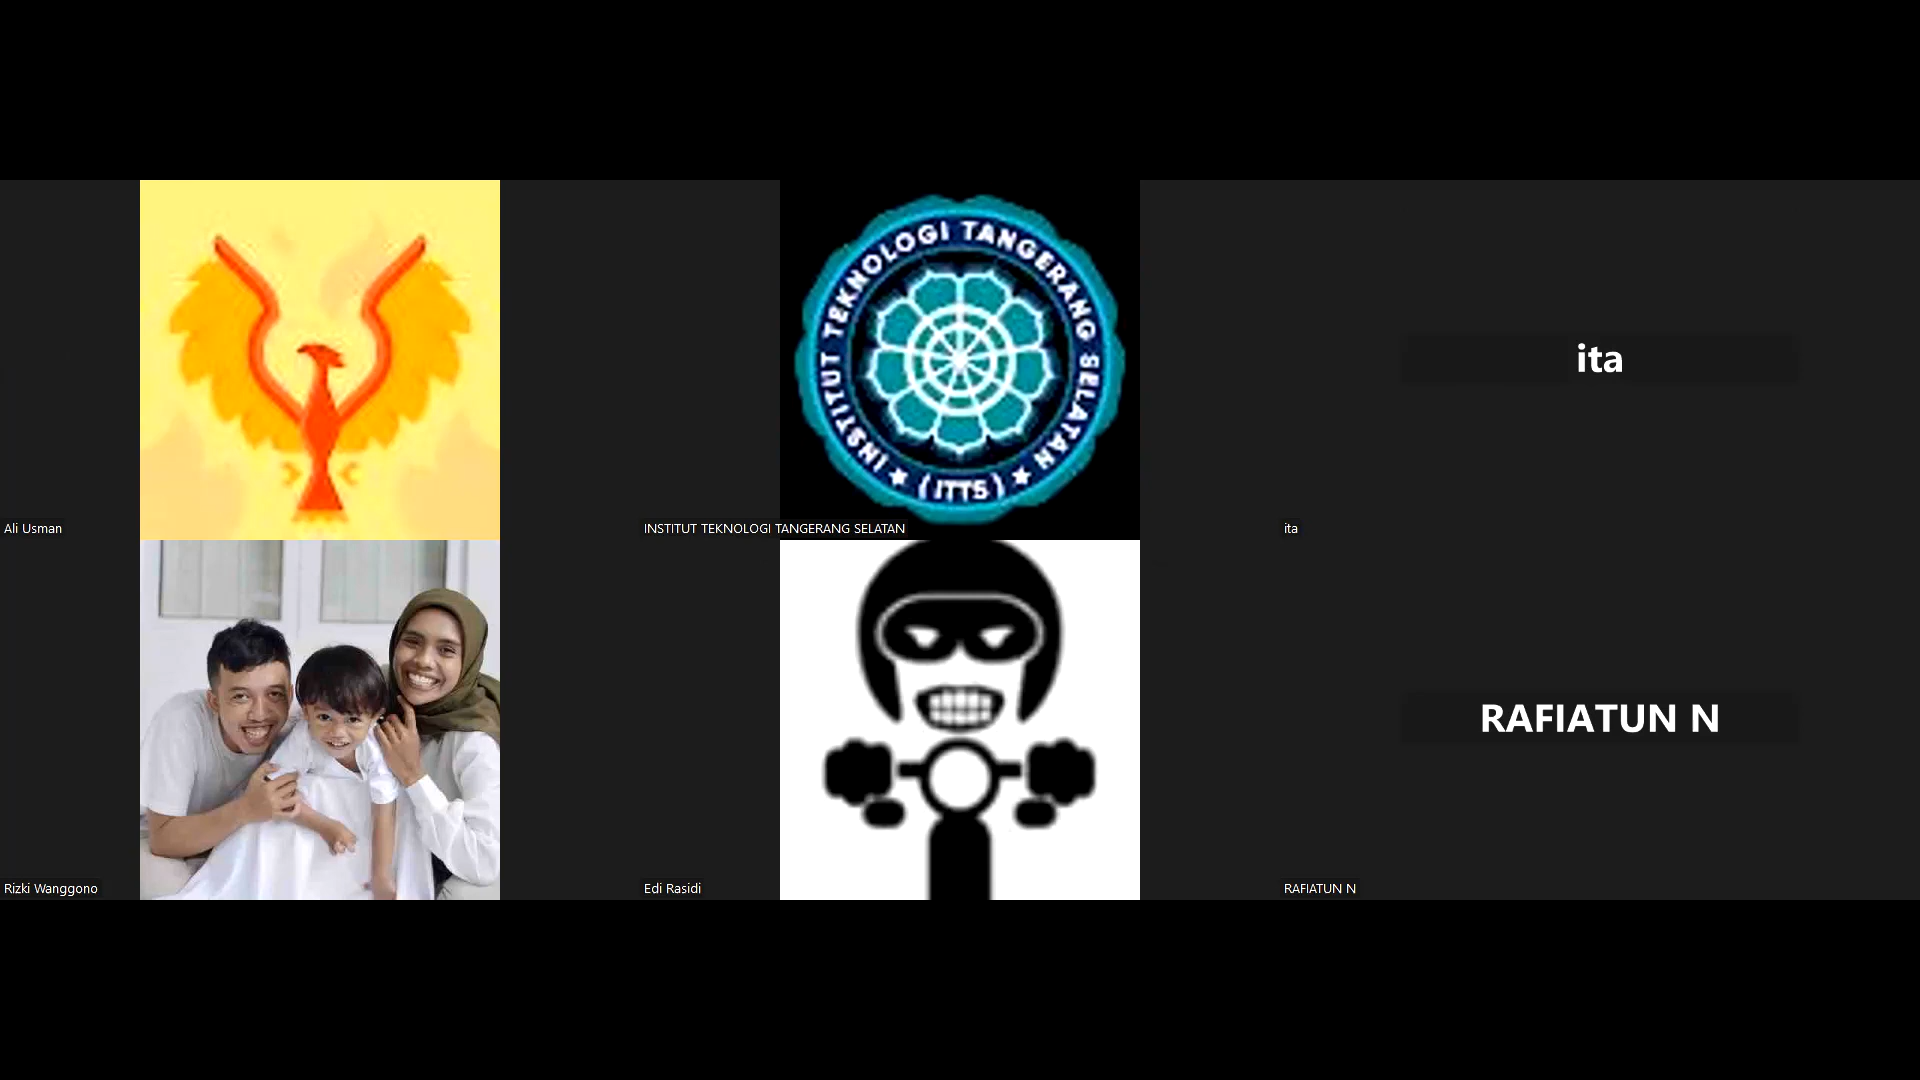 INSTITUT TEKNOLOGI TANGERANG SELATAN
(ITTS)
ita
Ali Usman
INSTITUT TEKNOLOGI TANGERANG SELATAN
ita
RAFIATUN N
Rizki Wanggono
Edi Rasidi
RAFIATUN N